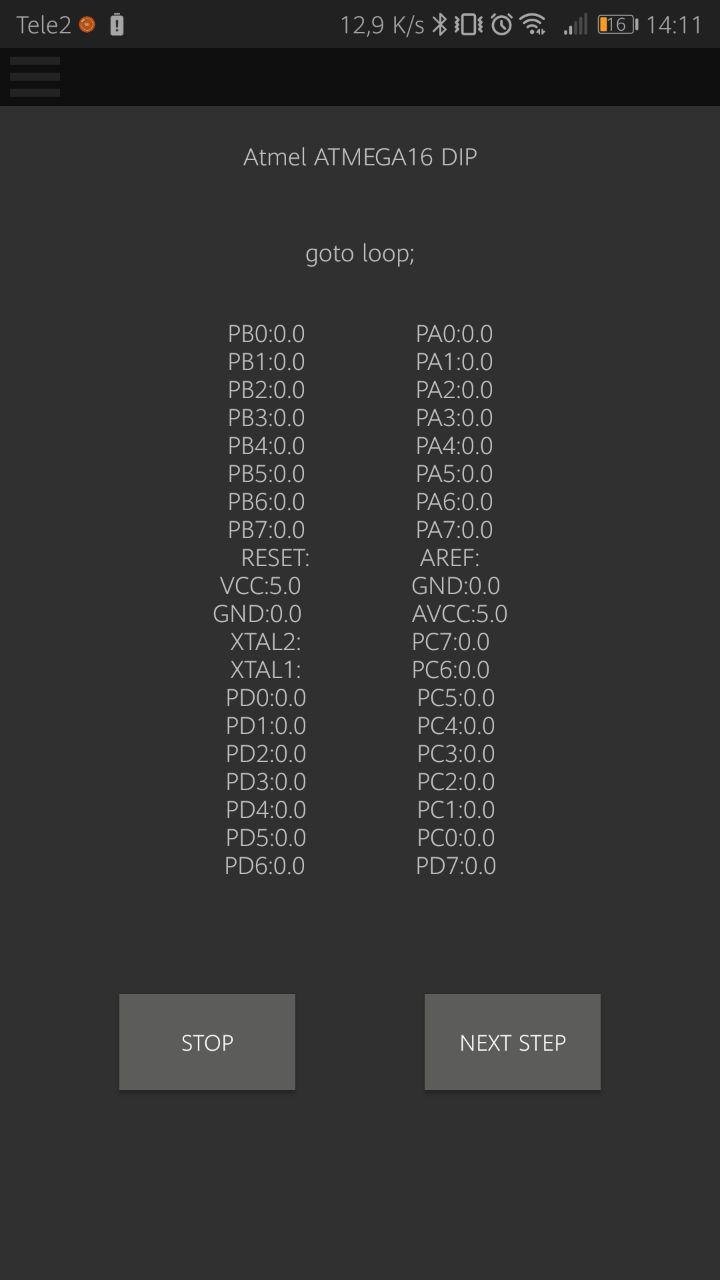 Tele2 12,9 K/s 16 14:11
Atmel ATMEGA16 DIP
goto loop;
PB0:0.0 PA0:0.0
PB1:0.0 PA1:0.0
PB2:0.0 PA2:0.0
PB3:0.0 PA3:0.0
PB4:0.0 PA4:0.0
PB5:0.0 PA5:0.0
PB6:0.0 PA6:0.0
PB7:0.0 PA7:0.0
RESET: AREF:
VCC:5.0 GND:0.0
GND:0.0 AVCC:5.0
XTAL2: PC7:0.0
XTAL1: PC6:0.0
PD0:0.0 PC5:0.0
PD1:0.0 PC4:0.0
PD2:0.0 PC3:0.0
PD3:0.0 PC2:0.0
PD4:0.0 PC1:0.0
PD5:0.0 PC0:0.0
PD6:0.0 PD7:0.0
STOP NEXT STEP